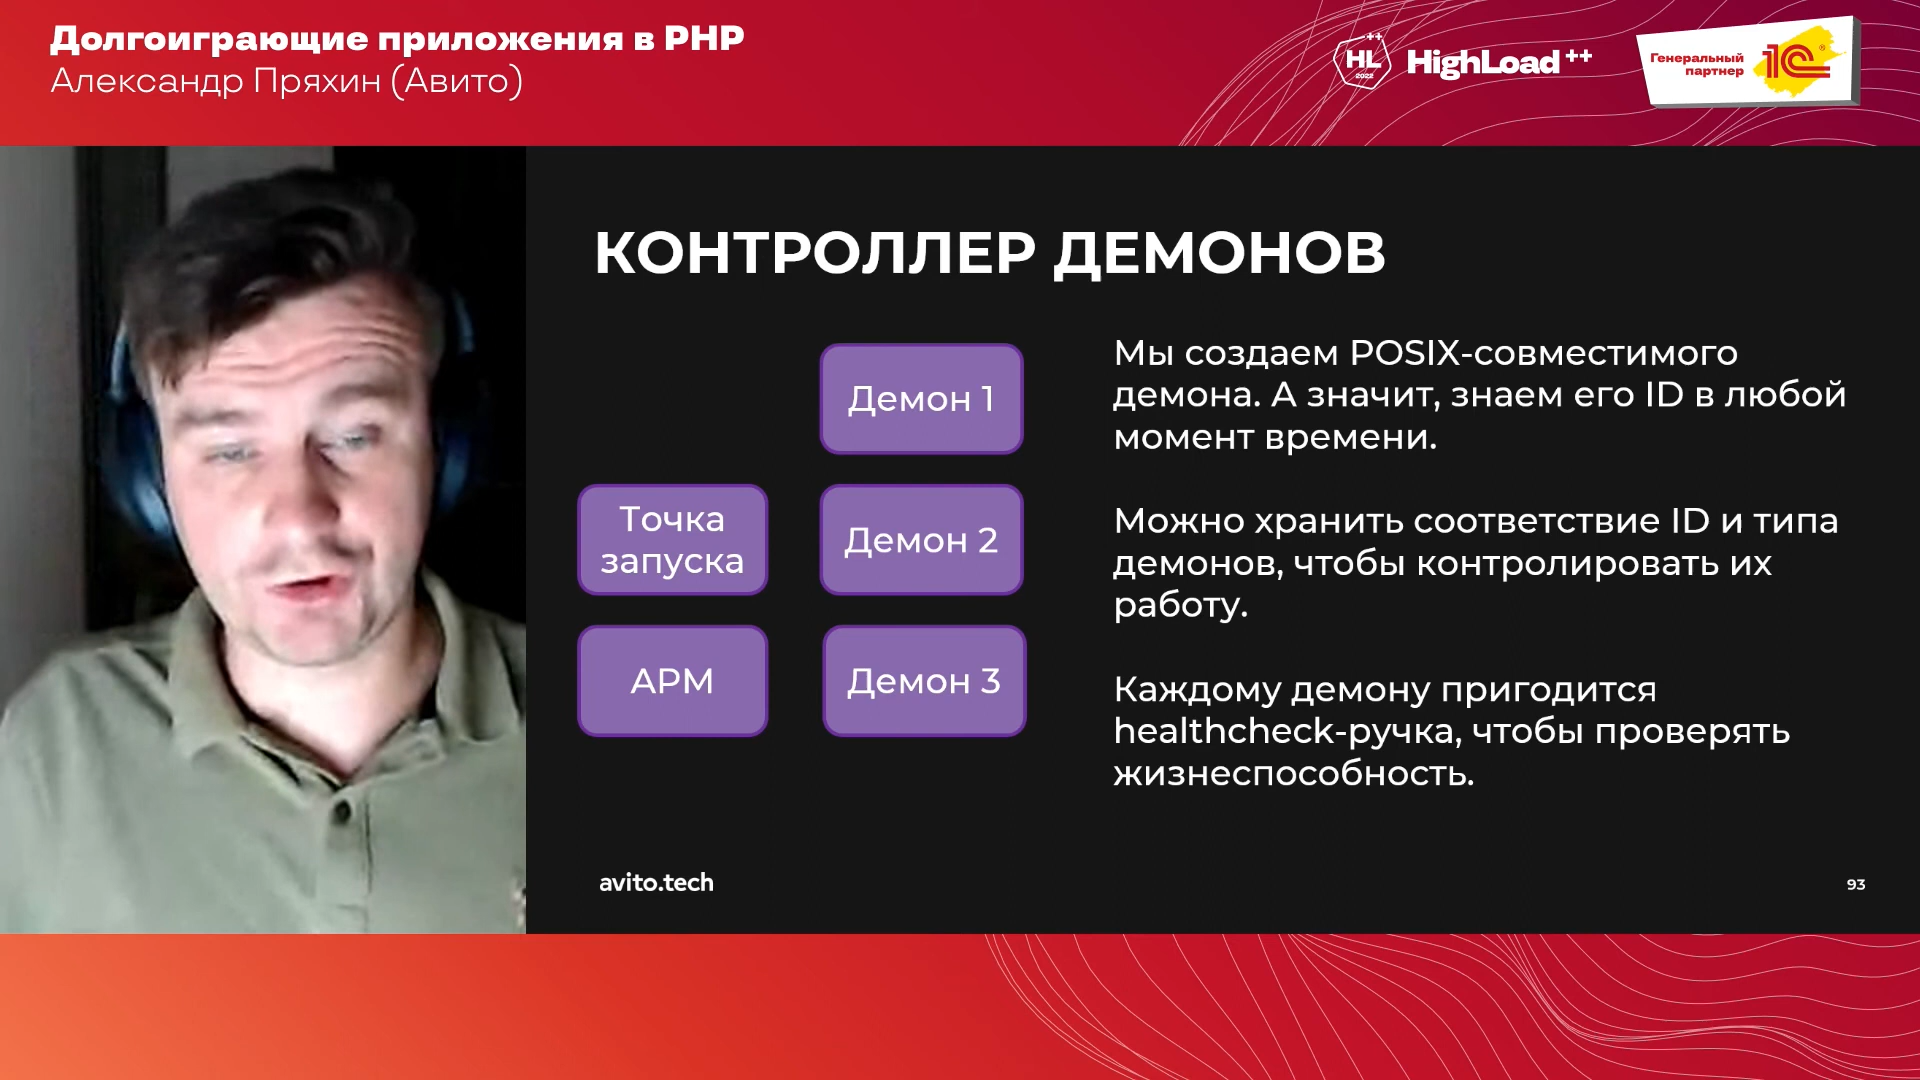 Долгоиграющие приложения в PHP
Александр Пряхин (Авито)
++
HL
2022
HighLoad++
Генеральный
партнер
1С
КОНТРОЛЛЕР ДЕМОНОВ
Демон 1
Точка
запуска
Демон 2
АРМ
Демон 3
Мы создаем POSIX-совместимого
демона. А значит, знаем его ID в любой
момент времени.
Можно хранить соответствие ID и типа
демонов, чтобы контролировать их
работу.
Каждому демону пригодится
healthcheck-ручка, чтобы проверять
жизнеспособность.
avito.tech
93